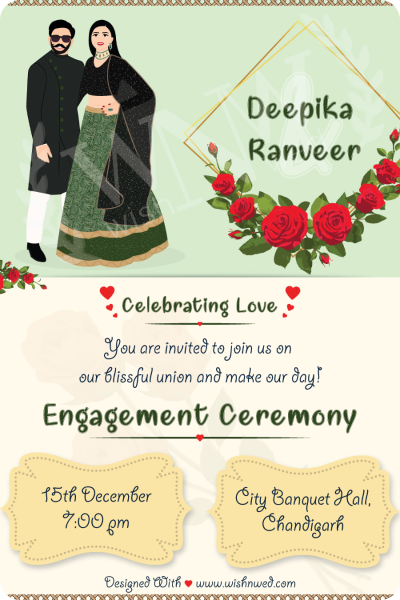 Deepika
&
Ranveer
Celebrating Love
You are invited to join us on
our blissful union and make our day!
Engagement Ceremony
15th December
7:00 pm
City Banquet Hall,
Chandigarh
Designed With ♥ www.wishnwed.com